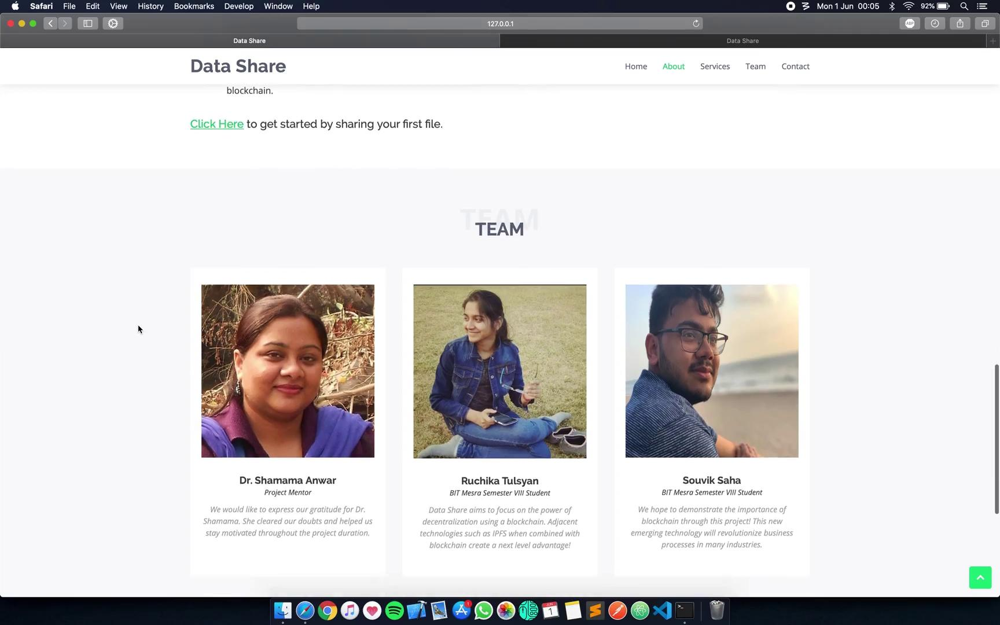 Safari File Edit View History Bookmarks Develop Window Help
Mon 1 Jun 00:05 92%
127.0.0.1
ABP
Data Share
Data Share
Data Share
Home About Services Team Contact
blockchain.
Click Here to get started by sharing your first file.
TEAM
TEAM
Dr. Shamama Anwar
Project Mentor
We would like to express our gratitude for Dr.
Shamama. She cleared our doubts and helped us
stay motivated throughout the project duration.
Ruchika Tulsyan
BIT Mesra Semester VIII Student
Data Share aims to focus on the power of
decentralization using a blockchain. Adjacent
technologies such as IPFS when combined with
blockchain create a next level advantage!
Souvik Saha
BIT Mesra Semester VIII Student
We hope to demonstrate the importance of
blockchain through this project! This new
emerging technology will revolutionize business
processes in many industries.
1
JUN
1